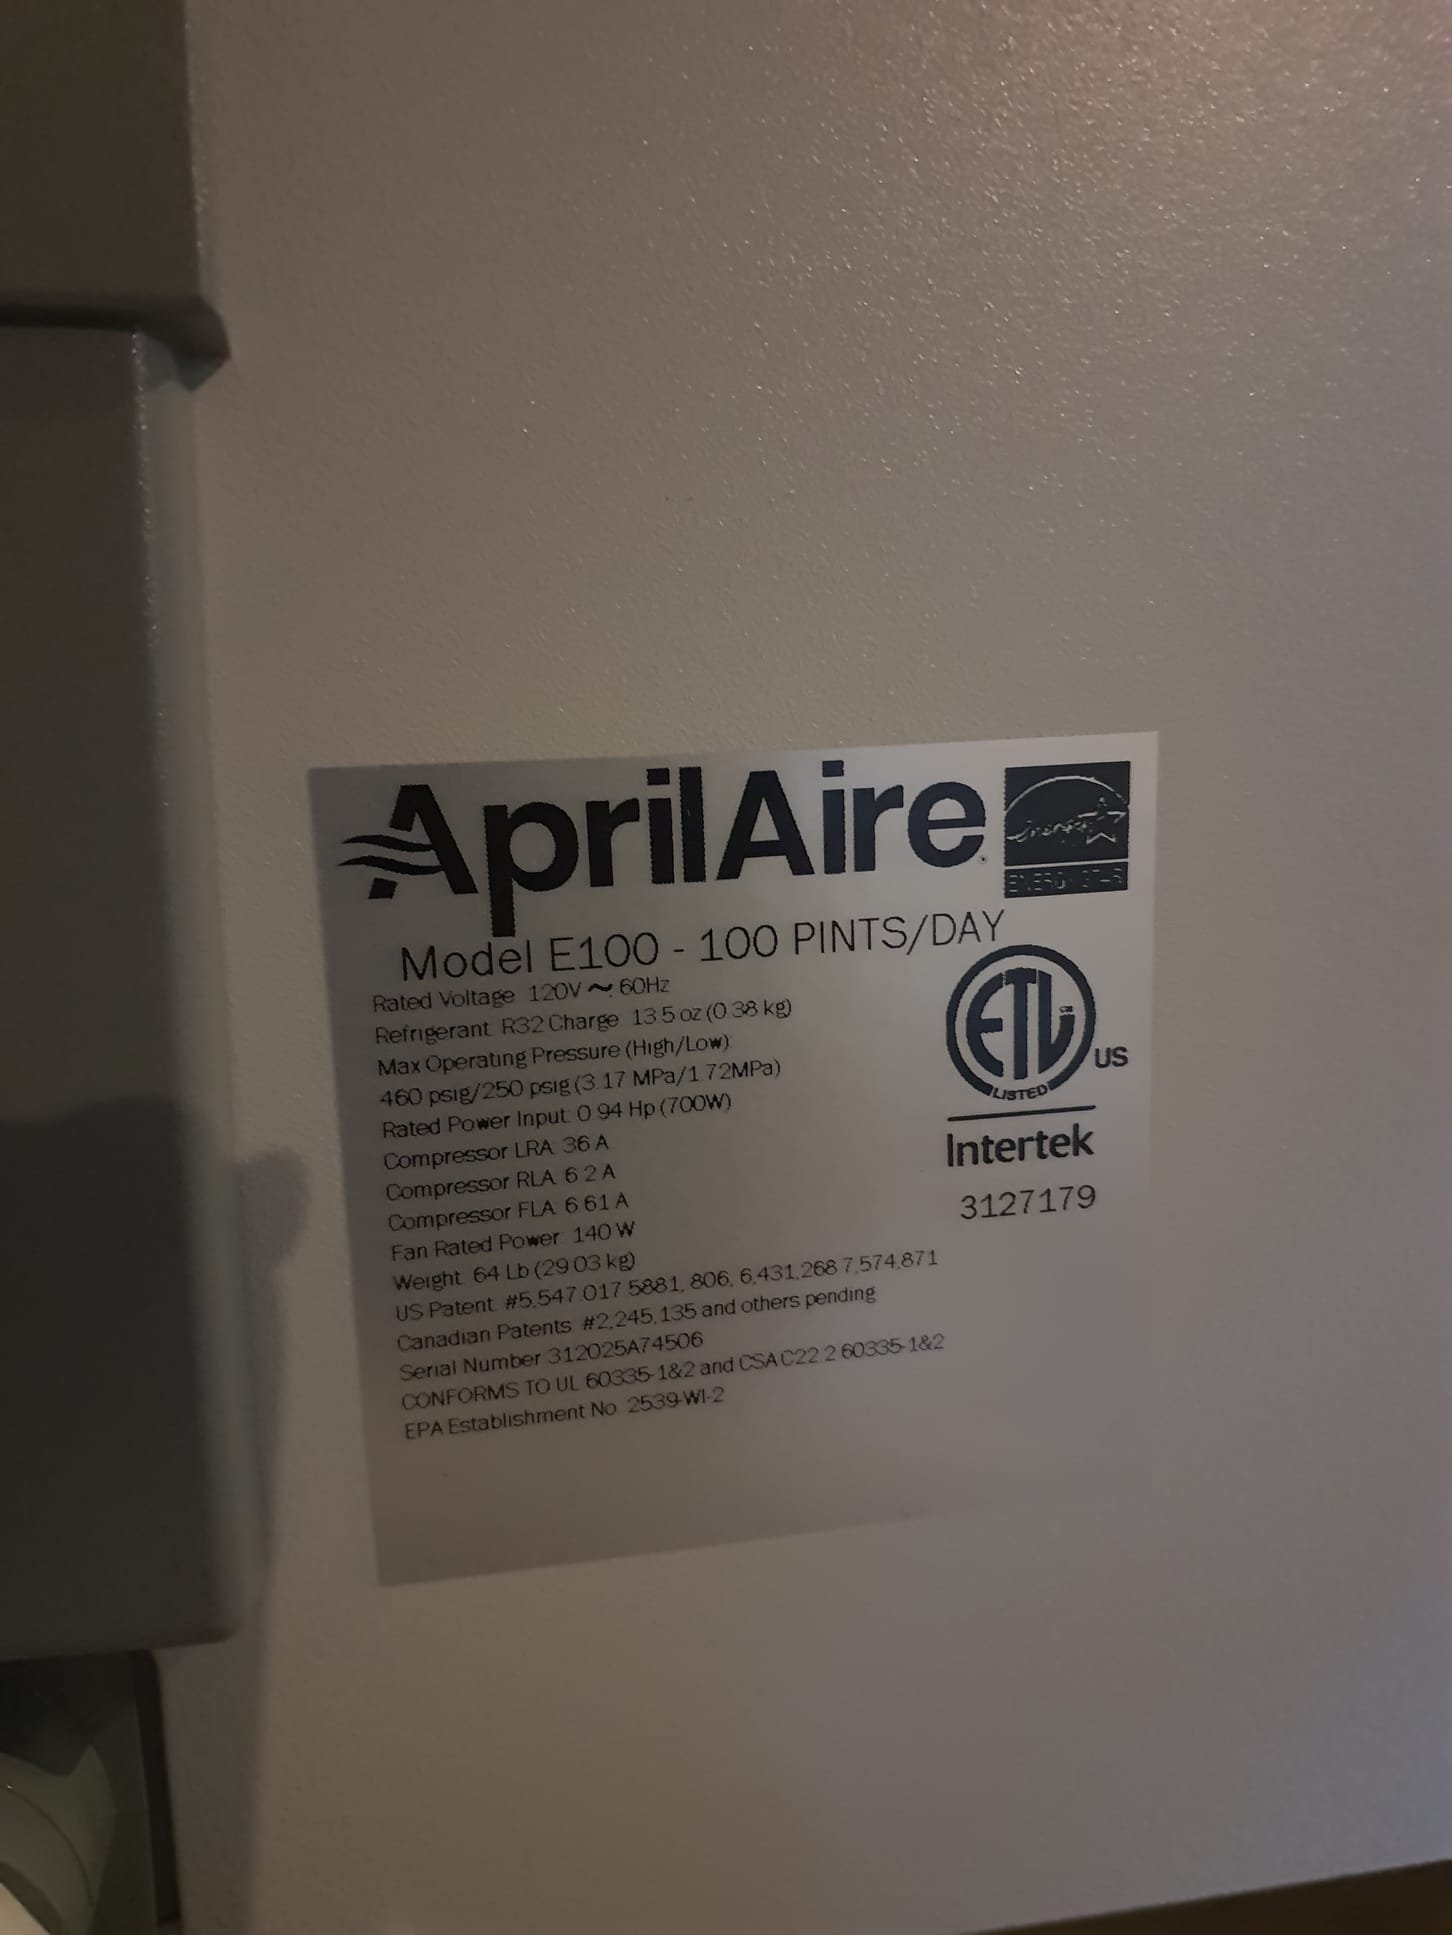 AprilAire
ENERGY STAR
Model E100 - 100 PINTS/DAY
Rated Voltage 120V ~ 60Hz
Refrigerant R32 Charge 13.5 oz (0.38 kg)
Max Operating Pressure (High/Low)
460 psig/250 psig (3.17 MPa/1.72MPa)
Rated Power Input: 0.94 Hp (700W)
Compressor LRA: 36 A
Compressor RLA: 6.2 A
Compressor FLA: 6.61 A
Fan Rated Power: 140 W
Weight: 64 Lb (29.03 kg)
US Patent: #5,547,017 5881, 806, 6,431,268 7,574,871
Canadian Patents: #2,245,135 and others pending
Serial Number 312025A74506
CONFORMS TO UL 60335-1&2 and CSA C22.2 60335-1&2
EPA Establishment No. 2539-WI-2
ETL
CM
US
LISTED
Intertek
3127179